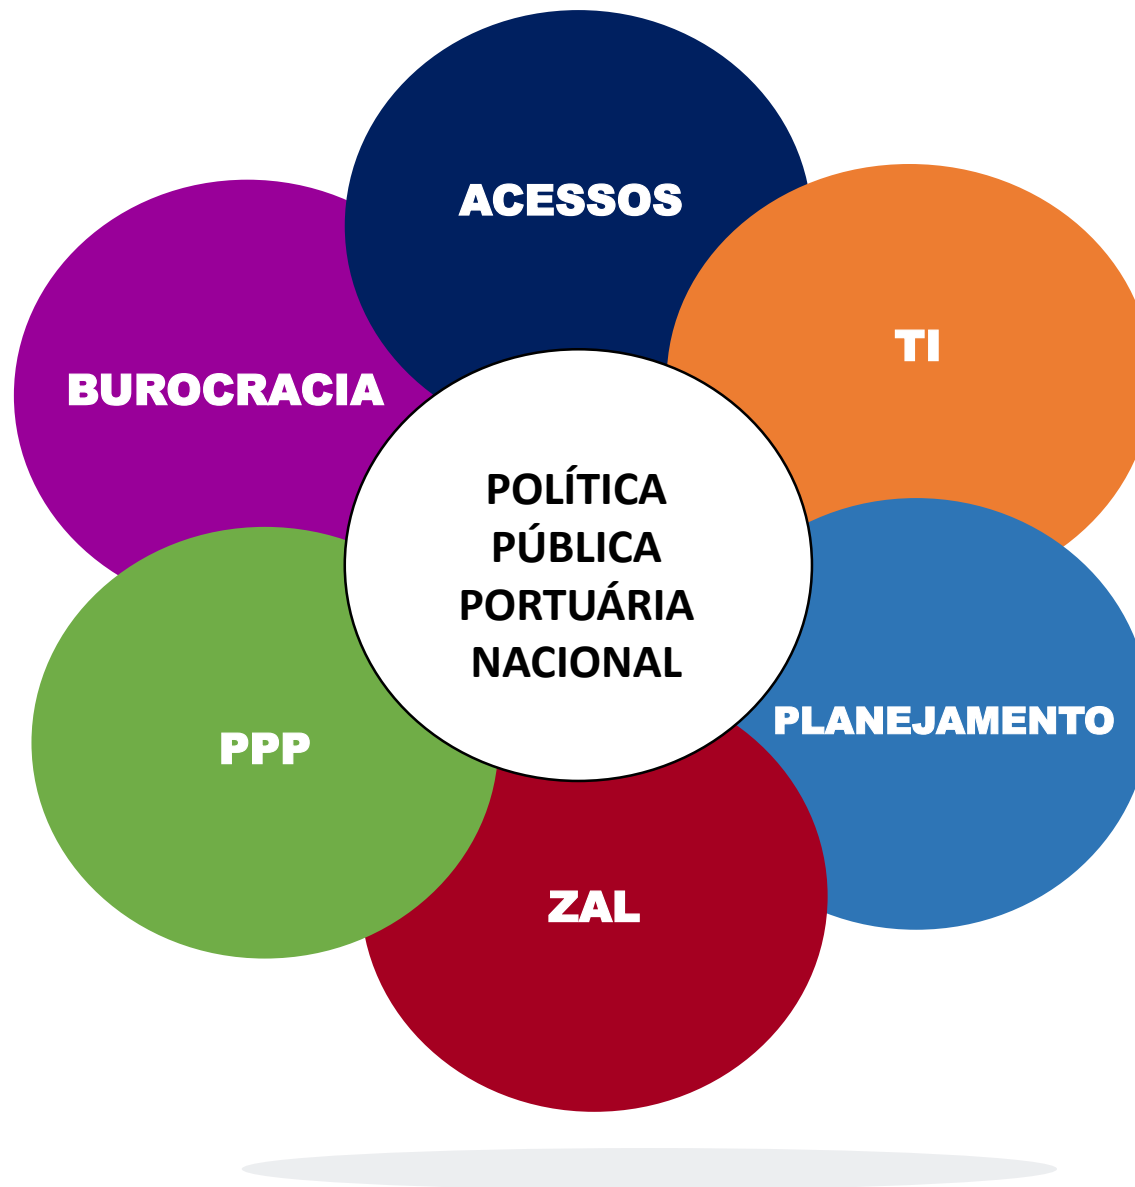 ACESSOS
TI
BUROCRACIA
POLÍTICA
PÚBLICA
PORTUÁRIA
NACIONAL
PLANEJAMENTO
PPP
ZAL